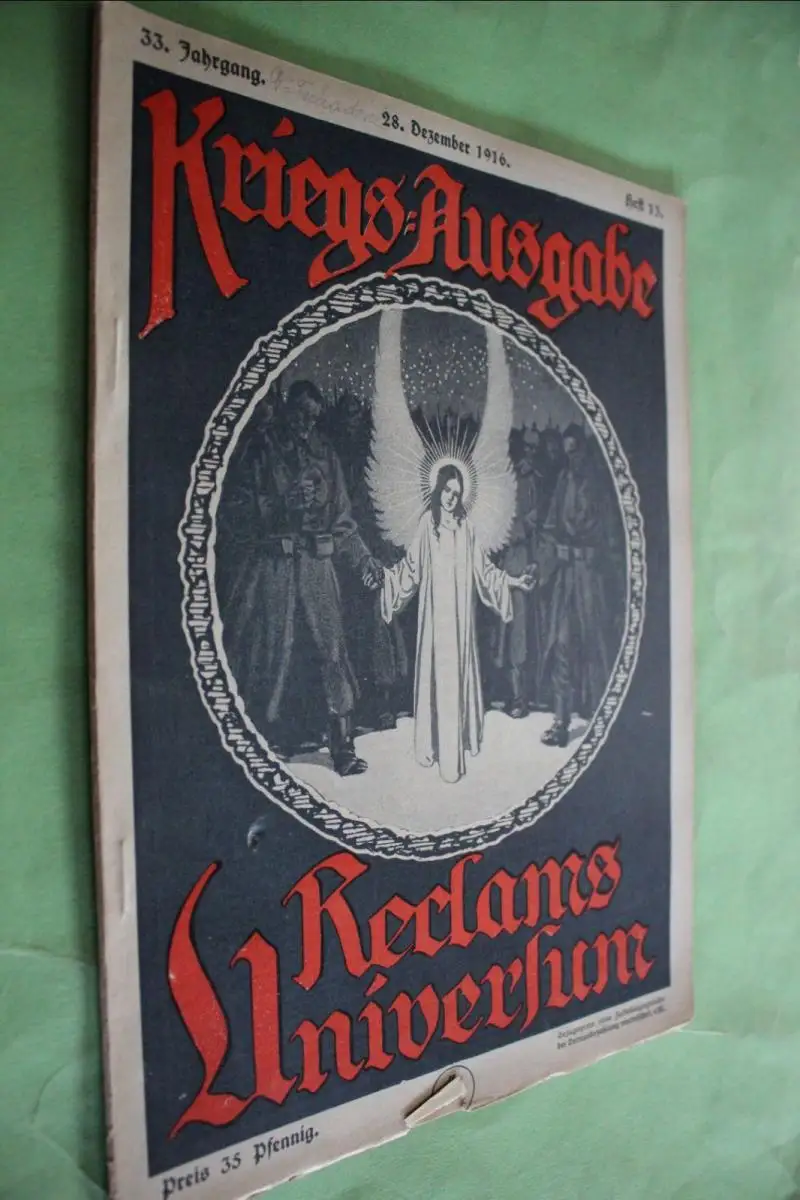 33. Jahrgang.
28. Dezember 1916.
Heft 13.
Kriegs-Ausgabe
Reclams
Universum
Preis 35 Pfennig.